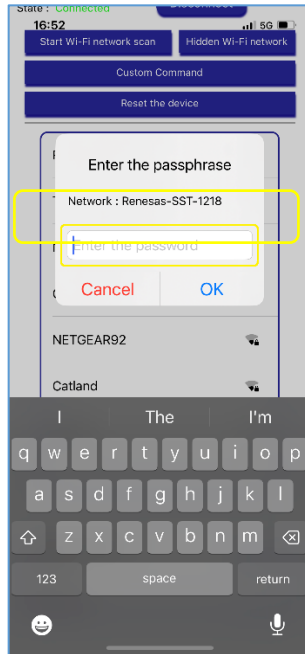 State : Connected
Disconnect
16:52
5G
Start Wi-Fi network scan
Hidden Wi-Fi network
Custom Command
Reset the device
Enter the passphrase
Network : Renesas-SST-1218
Enter the password
Cancel
OK
NETGEAR92
Catland
I The I'm
q w e r t y u i o p
a s d f g h j k l
z x c v b n m
123 space return